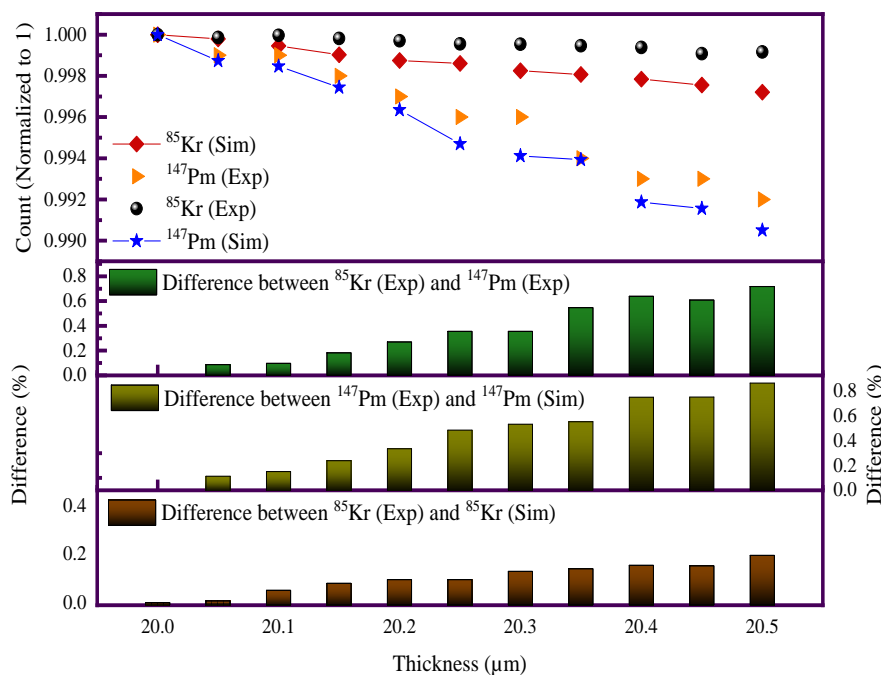 Count (Normalized to 1)
1.000
0.998
0.996
0.994
0.992
0.990
⁸⁵Kr (Sim)
¹⁴⁷Pm (Exp)
⁸⁵Kr (Exp)
¹⁴⁷Pm (Sim)
Difference (%)
0.8
0.6
0.4
0.2
0.0
Difference between ⁸⁵Kr (Exp) and ¹⁴⁷Pm (Exp)
Difference between ¹⁴⁷Pm (Exp) and ¹⁴⁷Pm (Sim)
0.8
0.6
0.4
0.2
0.0
Difference (%)
0.4
0.2
0.0
Difference between ⁸⁵Kr (Exp) and ⁸⁵Kr (Sim)
20.0 20.1 20.2 20.3 20.4 20.5
Thickness (µm)